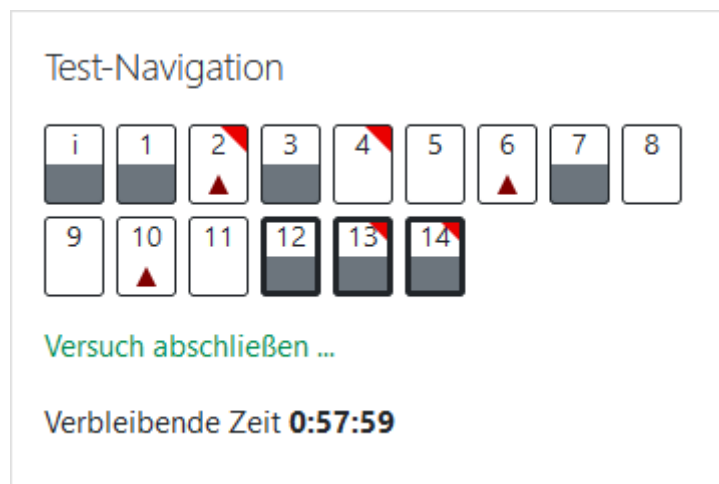 Test-Navigation
i 1 2 3 4 5 6 7 8
9 10 11 12 13 14
Versuch abschließen ...
Verbleibende Zeit 0:57:59